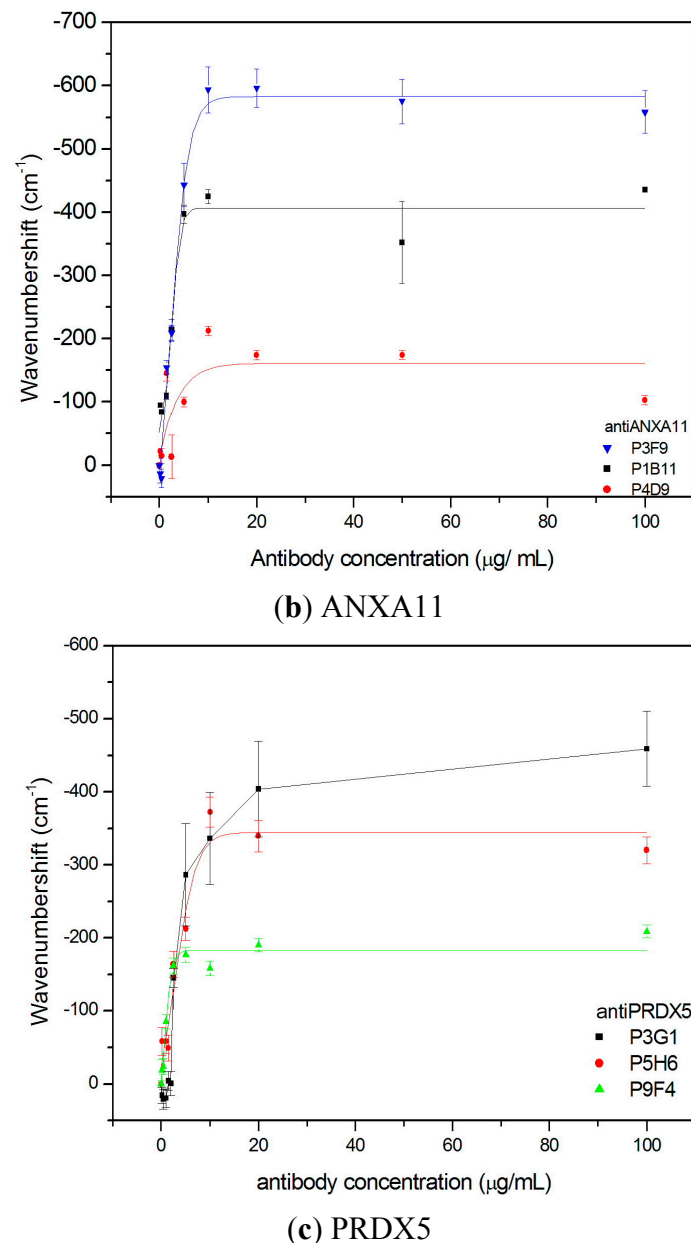 -700
-600
-500
-400
-300
-200
-100
0
Wavenumbershift (cm⁻¹)
antiANXA11
P3F9
P1B11
P4D9
0 20 40 60 80 100
Antibody concentration (μg/ mL)
(b) ANXA11
-600
-500
-400
-300
-200
-100
0
Wavenumbershift (cm⁻¹)
antiPRDX5
P3G1
P5H6
P9F4
0 20 40 60 80 100
antibody concentration (μg/mL)
(c) PRDX5